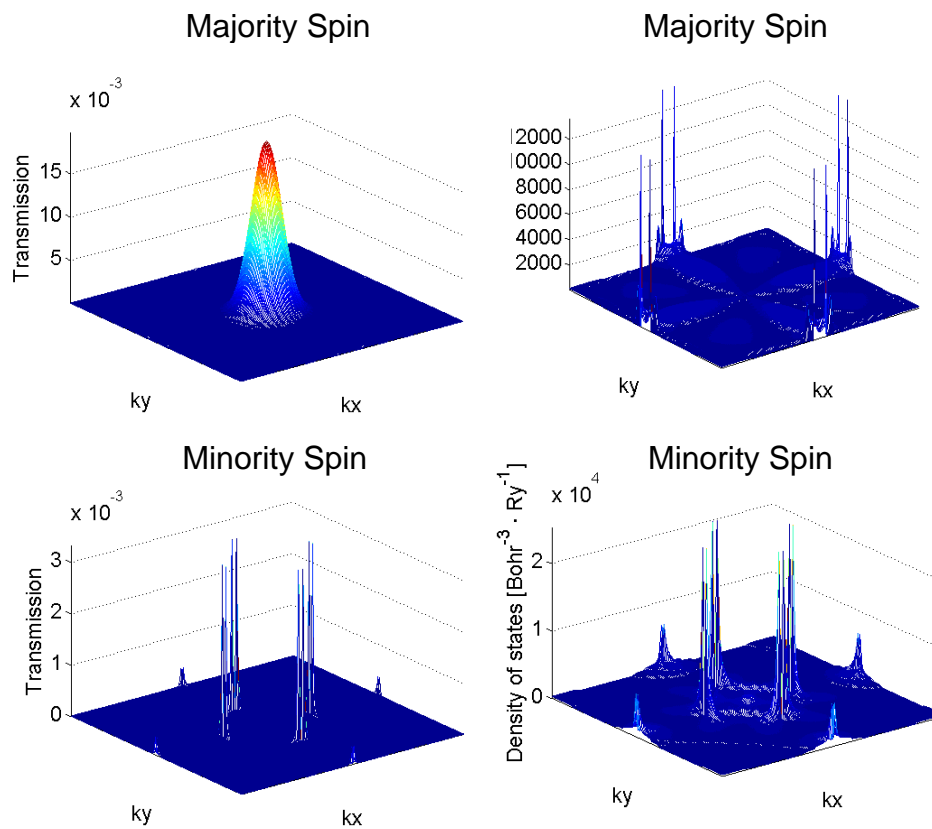 Majority Spin
x 10-3
Transmission
15
10
5
ky
kx
Majority Spin
12000
10000
8000
6000
4000
2000
ky
kx
Minority Spin
x 10-3
Transmission
3
2
1
0
ky
kx
Minority Spin
x 10 4
Density of states [Bohr-3 · Ry-1]
2
1
0
ky
kx